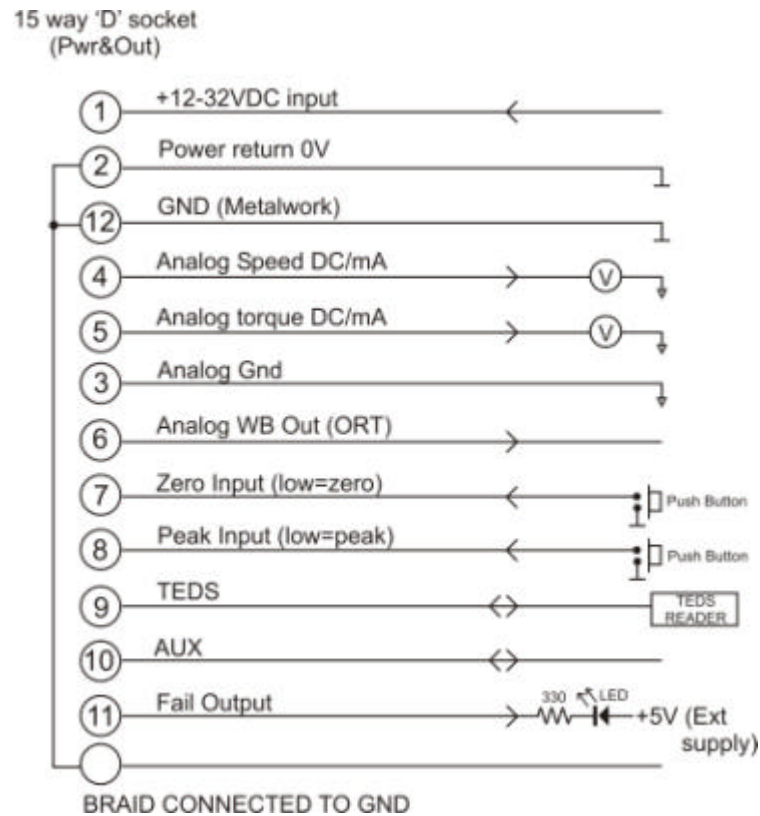 15 way ‘D’ socket
(Pwr&Out)
1 +12-32VDC input
2 Power return 0V
12 GND (Metalwork)
4 Analog Speed DC/mA V
5 Analog torque DC/mA V
3 Analog Gnd
6 Analog WB Out (ORT)
7 Zero Input (low=zero) Push Button
8 Peak Input (low=peak) Push Button
9 TEDS TEDS
READER
10 AUX
11 Fail Output 330 LED +5V (Ext
supply)
BRAID CONNECTED TO GND